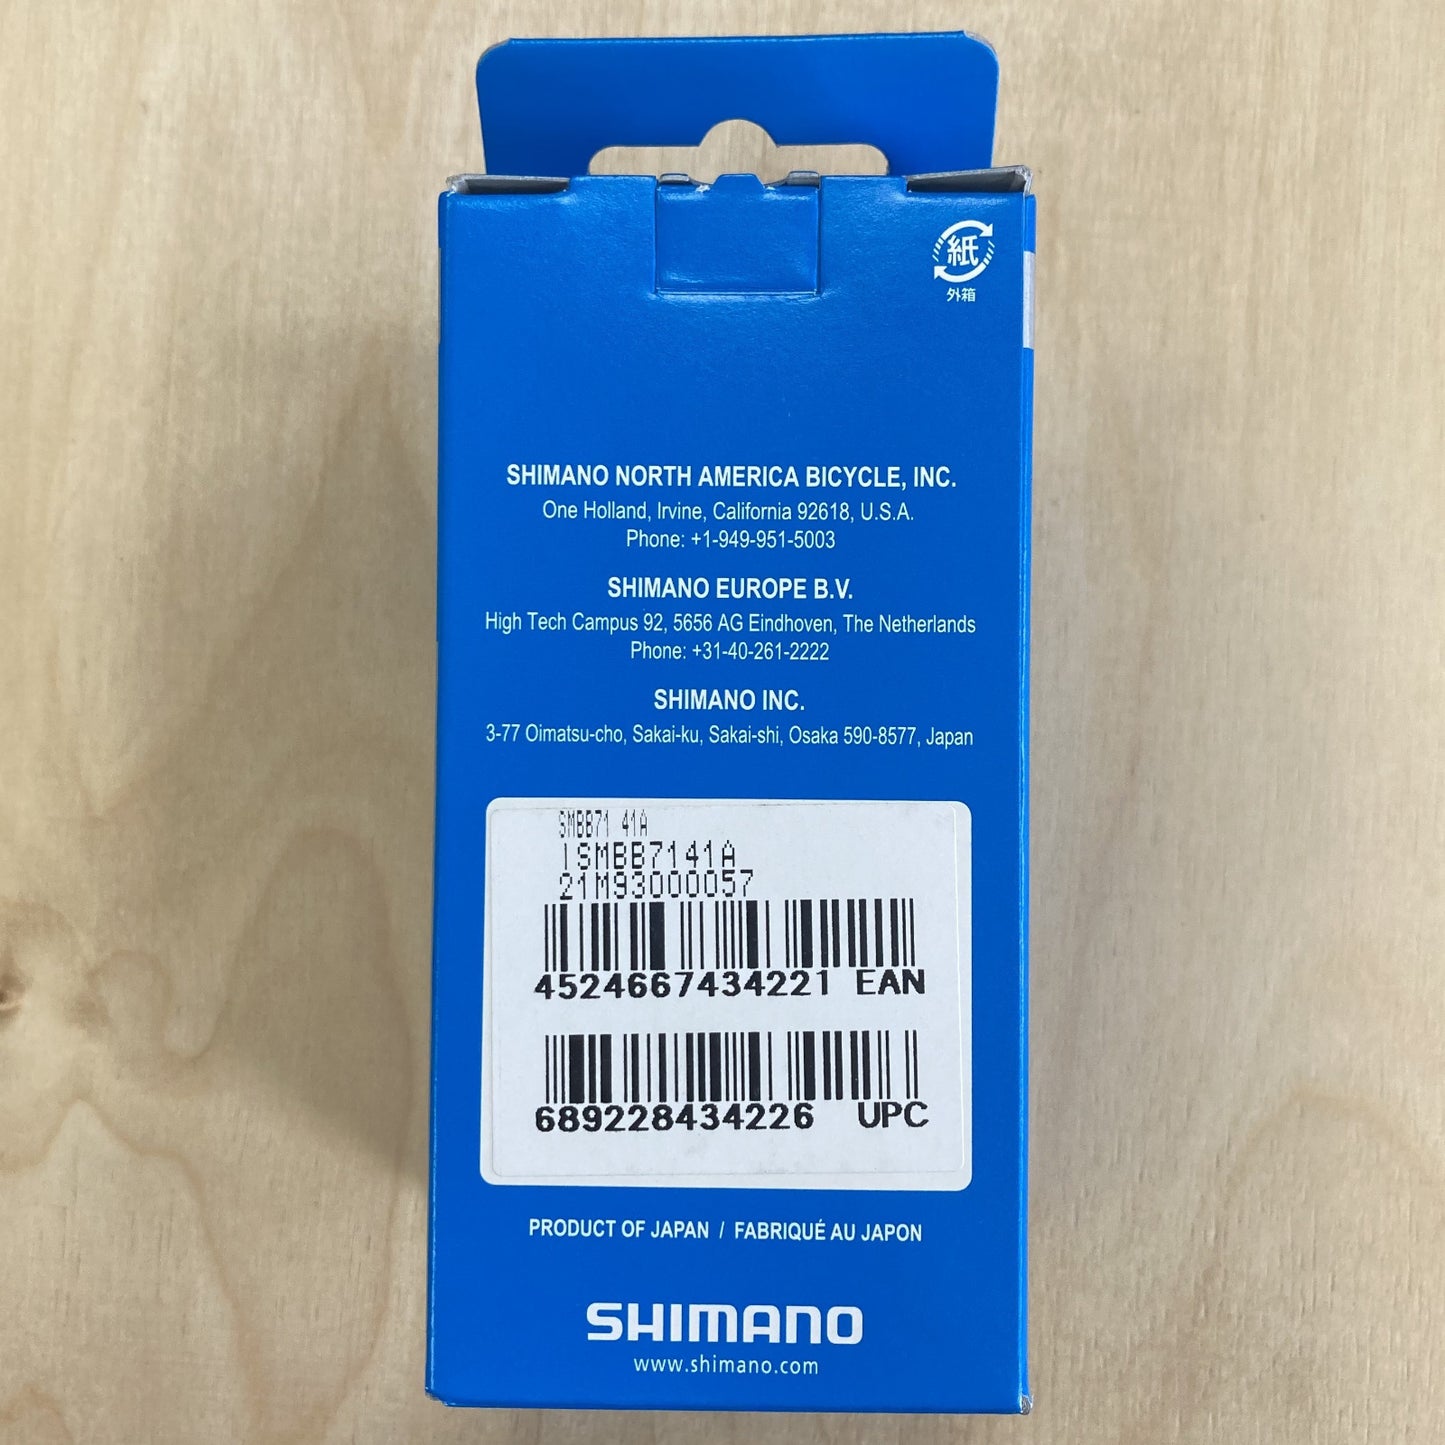 紙
外箱
SHIMANO NORTH AMERICA BICYCLE, INC.
One Holland, Irvine, California 92618, U.S.A.
Phone: +1-949-951-5003
SHIMANO EUROPE B.V.
High Tech Campus 92, 5656 AG Eindhoven, The Netherlands
Phone: +31-40-261-2222
SHIMANO INC.
3-77 Oimatsu-cho, Sakai-ku, Sakai-shi, Osaka 590-8577, Japan
SMBB71 41A
ISMBB7141A
21M93000057
4524667434221 EAN
689228434226 UPC
PRODUCT OF JAPAN / FABRIQUÉ AU JAPON
SHIMANO
www.shimano.com